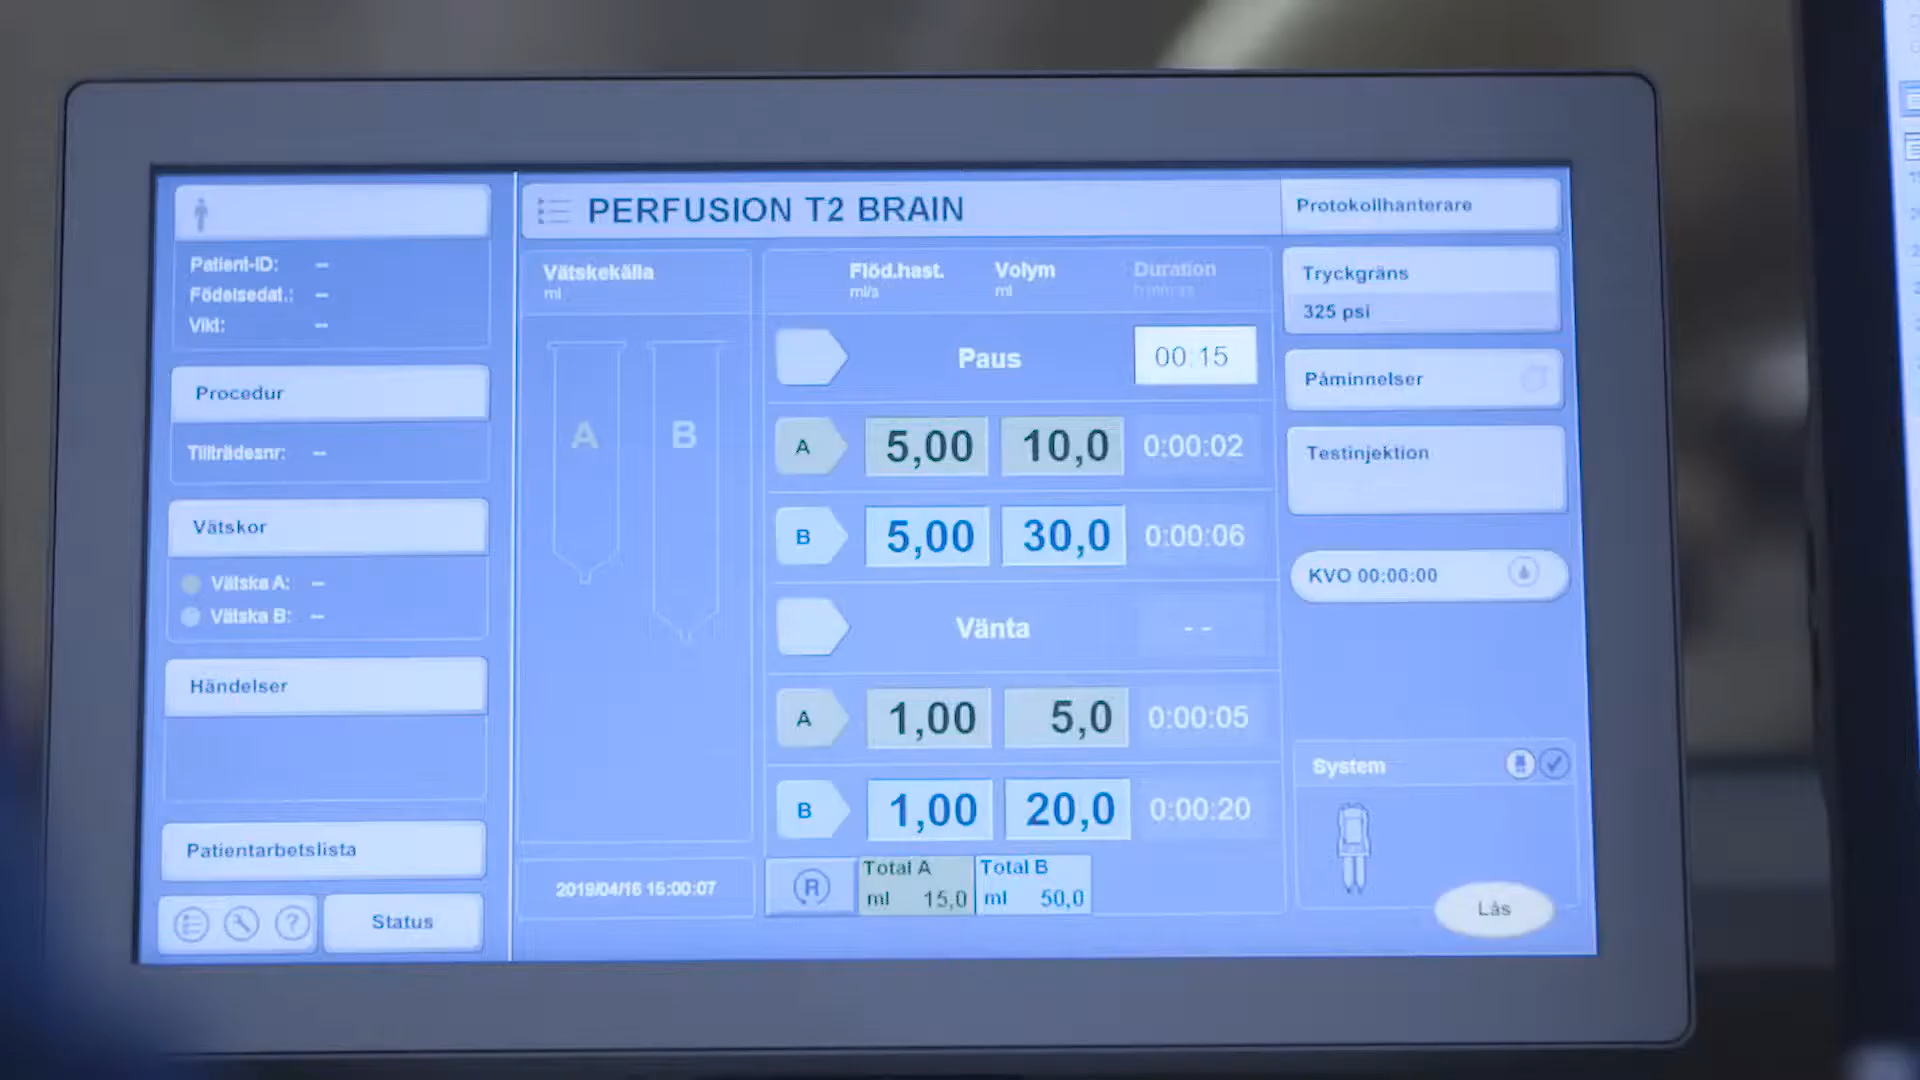 PERFUSION T2 BRAIN
Protokollhanterare
Patient-ID: –
Födelsedat.: –
Vikt: –
Procedur
Tillträdesnr: –
Vätskor
Vätska A: –
Vätska B: –
Händelser
Patientarbetslista
? Status
Vätskekälla
ml
A B
2019/04/16 15:00:07
Flöd.hast. Volym Duration
ml/s ml
Paus 00:15
A 5,00 10,0 0:00:02
B 5,00 30,0 0:00:06
Vänta - -
A 1,00 5,0 0:00:05
B 1,00 20,0 0:00:20
R
Total A Total B
ml 15,0 ml 50,0
Tryckgräns
325 psi
Påminnelser
Testinjektion
KVO 00:00:00
System
Lås